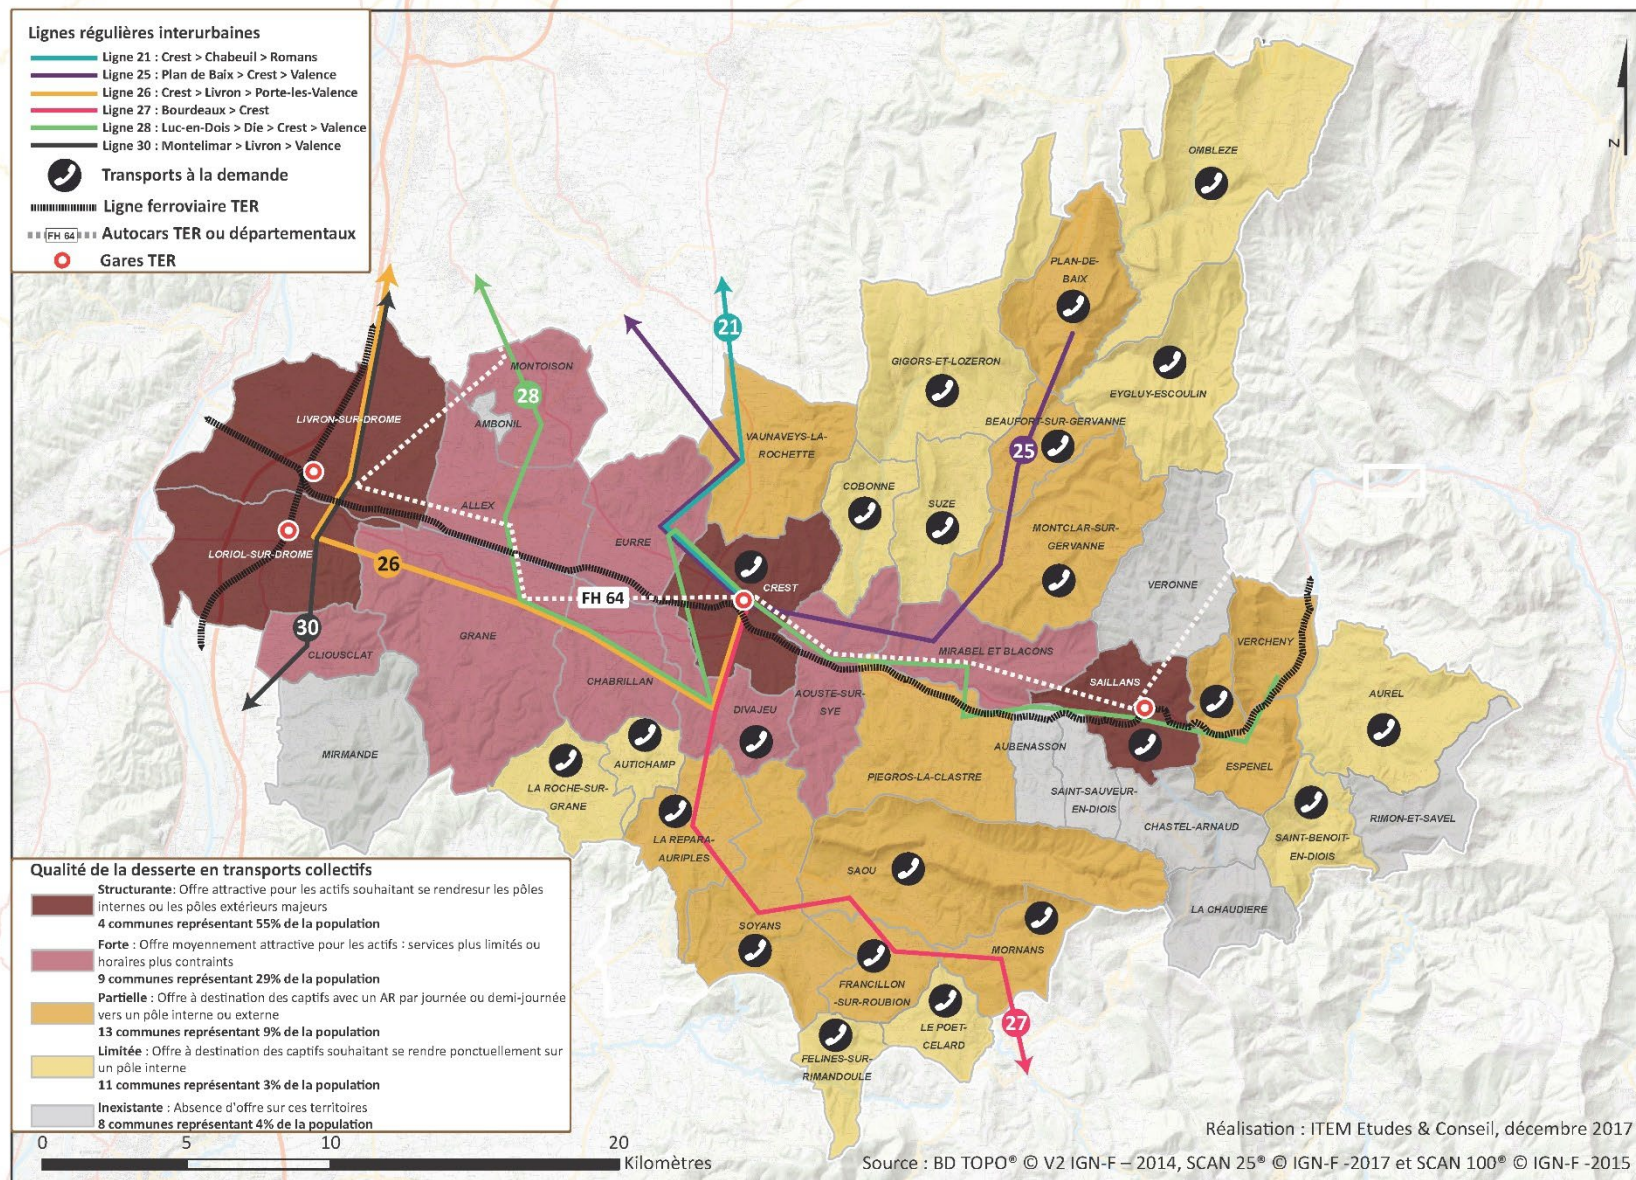 Lignes régulières interurbaines
Ligne 21 : Crest > Chabeuil > Romans
Ligne 25 : Plan de Baix > Crest > Valence
Ligne 26 : Crest > Livron > Porte-les-Valence
Ligne 27 : Bourdeaux > Crest
Ligne 28 : Luc-en-Dois > Die > Crest > Valence
Ligne 30 : Montelimar > Livron > Valence
Transports à la demande
Ligne ferroviaire TER
FH 64
Autocars TER ou départementaux
Gares TER
N
OMBLEZE
PLAN-DE-
BAIX
21
GIGORS-ET-LOZERON
EYGLUY-ESCOULIN
MONTOISON
28
LIVRON-SUR-DROME
AMBONIL
BEAUFORT-SUR-GERVANNE
VAUNAVEYS-LA-
ROCHETTE
25
COBONNE
SUZE
ALLEX
MONTCLAR-SUR-
GERVANNE
EURRE
LORIOL-SUR-DROME
26
CREST
VERONNE
FH 64
30
GRANE
CLIOUSCLAT
MIRABEL ET BLACONS
VERCHENY
CHABRILLAN
SAILLANS
AOUSTE-SUR-
SYE
AUREL
DIVAJEU
MIRMANDE
AUBENASSON
AUTICHAMP
PIEGROS-LA-CLASTRE
ESPENEL
LA ROCHE-SUR-
GRANE
SAINT-SAUVEUR-
EN-DIOIS
RIMON-ET-SAVEL
CHASTEL-ARNAUD
LA REPARA-
AURIPLES
SAINT-BENOIT-
EN-DIOIS
SAOU
LA CHAUDIERE
SOYANS
MORNANS
FRANCILLON
-SUR-ROUBION
LE POET-
CELARD
27
FELINES-SUR-
RIMANDOULE
Qualité de la desserte en transports collectifs
Structurante: Offre attractive pour les actifs souhaitant se rendresur les pôles
internes ou les pôles extérieurs majeurs
4 communes représentant 55% de la population
Forte : Offre moyennement attractive pour les actifs : services plus limités ou
horaires plus contraints
9 communes représentant 29% de la population
Partielle : Offre à destination des captifs avec un AR par journée ou demi-journée
vers un pôle interne ou externe
13 communes représentant 9% de la population
Limitée : Offre à destination des captifs souhaitant se rendre ponctuellement sur
un pôle interne
11 communes représentant 3% de la population
Inexistante : Absence d'offre sur ces territoires
8 communes représentant 4% de la population
0 5 10 20
Kilomètres
Réalisation : ITEM Etudes & Conseil, décembre 2017
Source : BD TOPO® © V2 IGN-F – 2014, SCAN 25® © IGN-F -2017 et SCAN 100® © IGN-F -2015